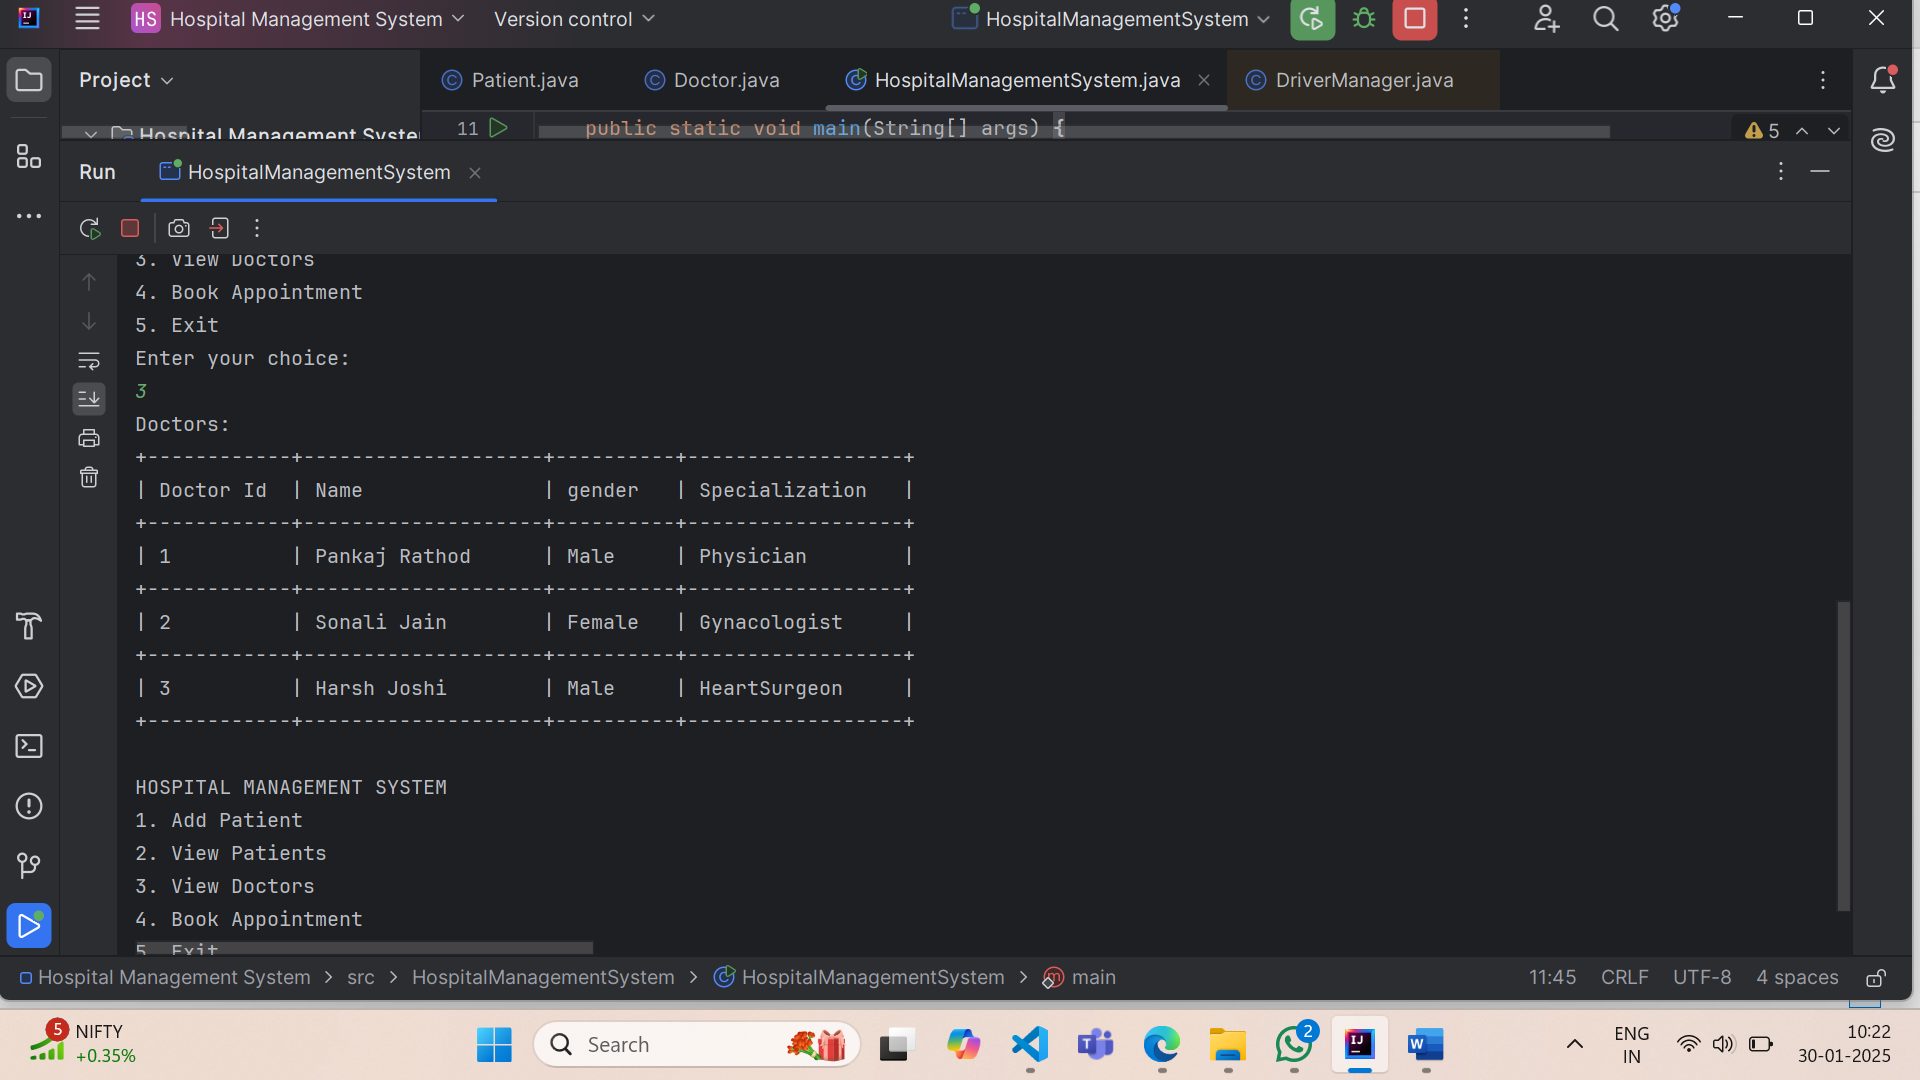 HS Hospital Management System Version control HospitalManagementSystem
Project Patient.java Doctor.java HospitalManagementSystem.java DriverManager.java
Hospital Management Syste 11 public static void main(String[] args) { 5
Run HospitalManagementSystem
3. View Doctors
4. Book Appointment
5. Exit
Enter your choice:
3
Doctors:
+------------+--------------------+----------+------------------+
| Doctor Id  | Name               | gender   | Specialization   |
+------------+--------------------+----------+------------------+
| 1          | Pankaj Rathod      | Male     | Physician        |
+------------+--------------------+----------+------------------+
| 2          | Sonali Jain        | Female   | Gynacologist     |
+------------+--------------------+----------+------------------+
| 3          | Harsh Joshi        | Male     | HeartSurgeon     |
+------------+--------------------+----------+------------------+
HOSPITAL MANAGEMENT SYSTEM
1. Add Patient
2. View Patients
3. View Doctors
4. Book Appointment
5. Exit
Hospital Management System > src > HospitalManagementSystem > HospitalManagementSystem > main 11:45 CRLF UTF-8 4 spaces
5 NIFTY
+0.35%
Search
2
ENG
IN
10:22
30-01-2025